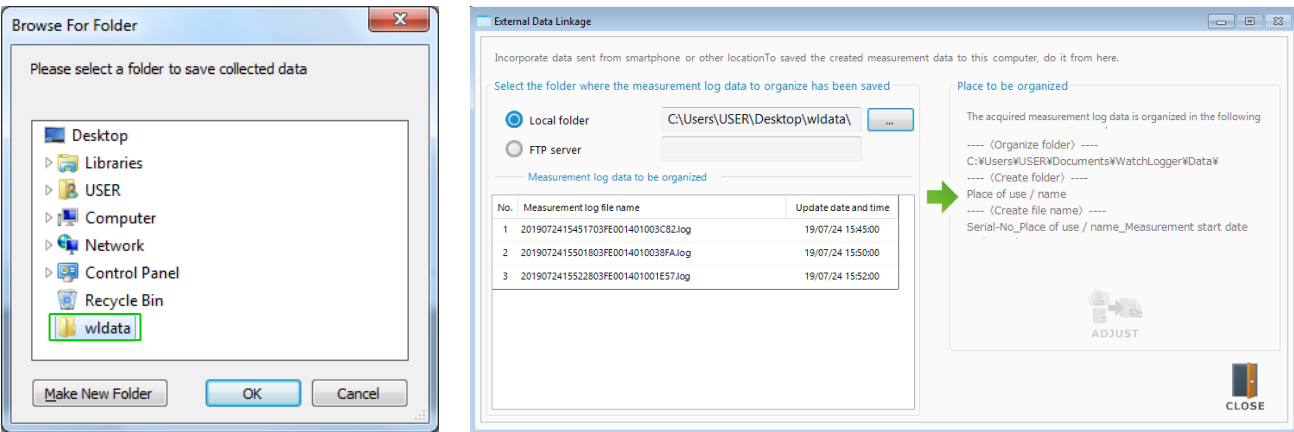 Browse For Folder
Please select a folder to save collected data
Desktop
Libraries
USER
Computer
Network
Control Panel
Recycle Bin
wldata
Make New Folder
OK
Cancel
External Data Linkage
Incorporate data sent from smartphone or other locationTo saved the created measurement data to this computer, do it from here.
Select the folder where the measurement log data to organize has been saved
Local folder
C:\Users\USER\Desktop\wldata\
...
FTP server
Measurement log data to be organized
No. Measurement log file name Update date and time
1 2019072415451703FE001401003C82.log 19/07/24 15:45:00
2 2019072415501803FE0014010038FA.log 19/07/24 15:50:00
3 2019072415522803FE001401001E57.log 19/07/24 15:52:00
Place to be organized
The acquired measurement log data is organized in the following
---- (Organize folder) ----
C:¥Users¥USER¥Documents¥WatchLogger¥Data¥
---- (Create folder) ----
Place of use / name
---- (Create file name) ----
Serial-No_Place of use / name_Measurement start date
ADJUST
CLOSE